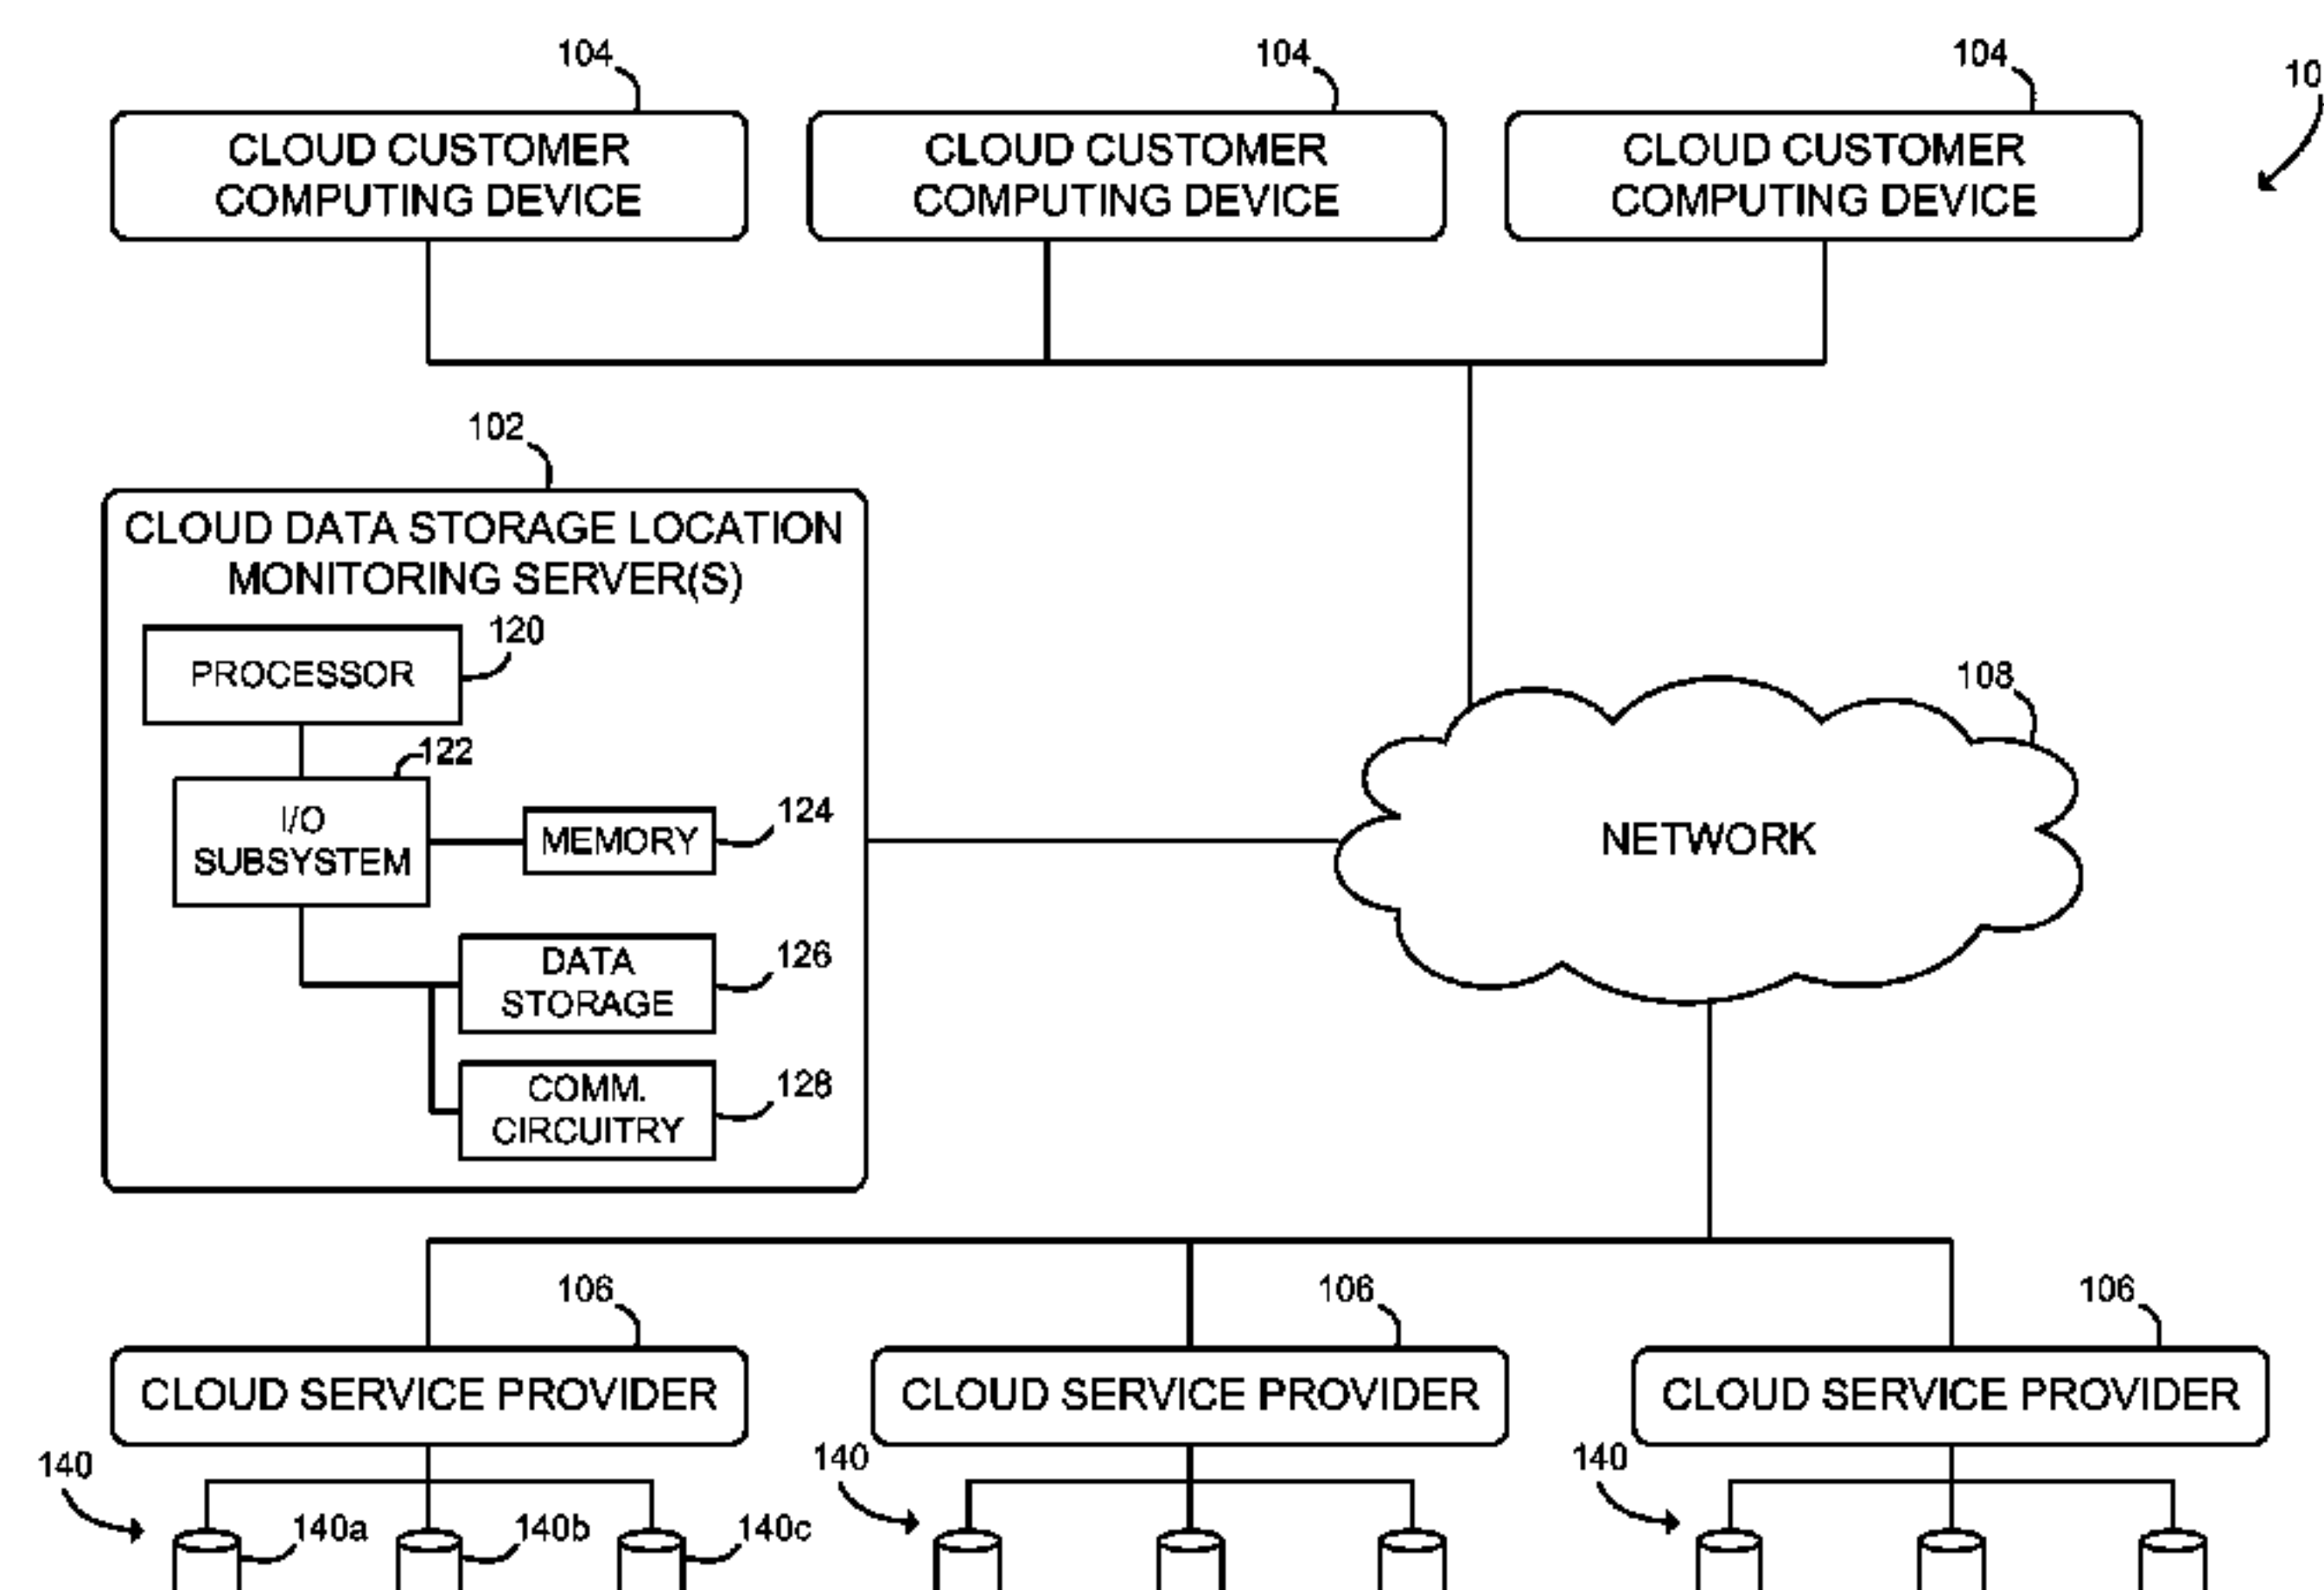 104
104
104
10
CLOUD CUSTOMER
COMPUTING DEVICE
CLOUD CUSTOMER
COMPUTING DEVICE
CLOUD CUSTOMER
COMPUTING DEVICE
102
CLOUD DATA STORAGE LOCATION
MONITORING SERVER(S)
120
PROCESSOR
122
I/O
SUBSYSTEM
124
MEMORY
126
DATA
STORAGE
128
COMM.
CIRCUITRY
108
NETWORK
106
106
106
CLOUD SERVICE PROVIDER
CLOUD SERVICE PROVIDER
CLOUD SERVICE PROVIDER
140
140
140
140a
140b
140c